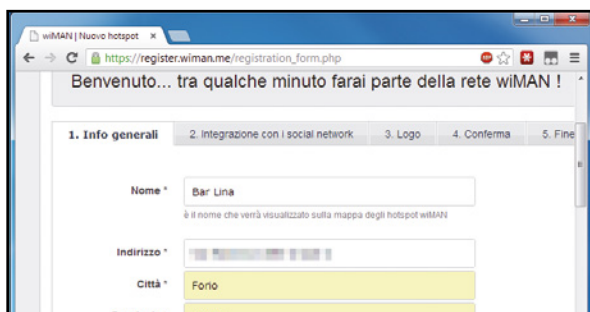 wiMAN | Nuovo hotspot
https://register.wiman.me/registration_form.php
Benvenuto... tra qualche minuto farai parte della rete wiMAN !
1. Info generali 2. Integrazione con i social network 3. Logo 4. Conferma 5. Fine
Nome * Bar Lina
è il nome che verrà visualizzato sulla mappa degli hotspot wiMAN
Indirizzo *
Città * Forio